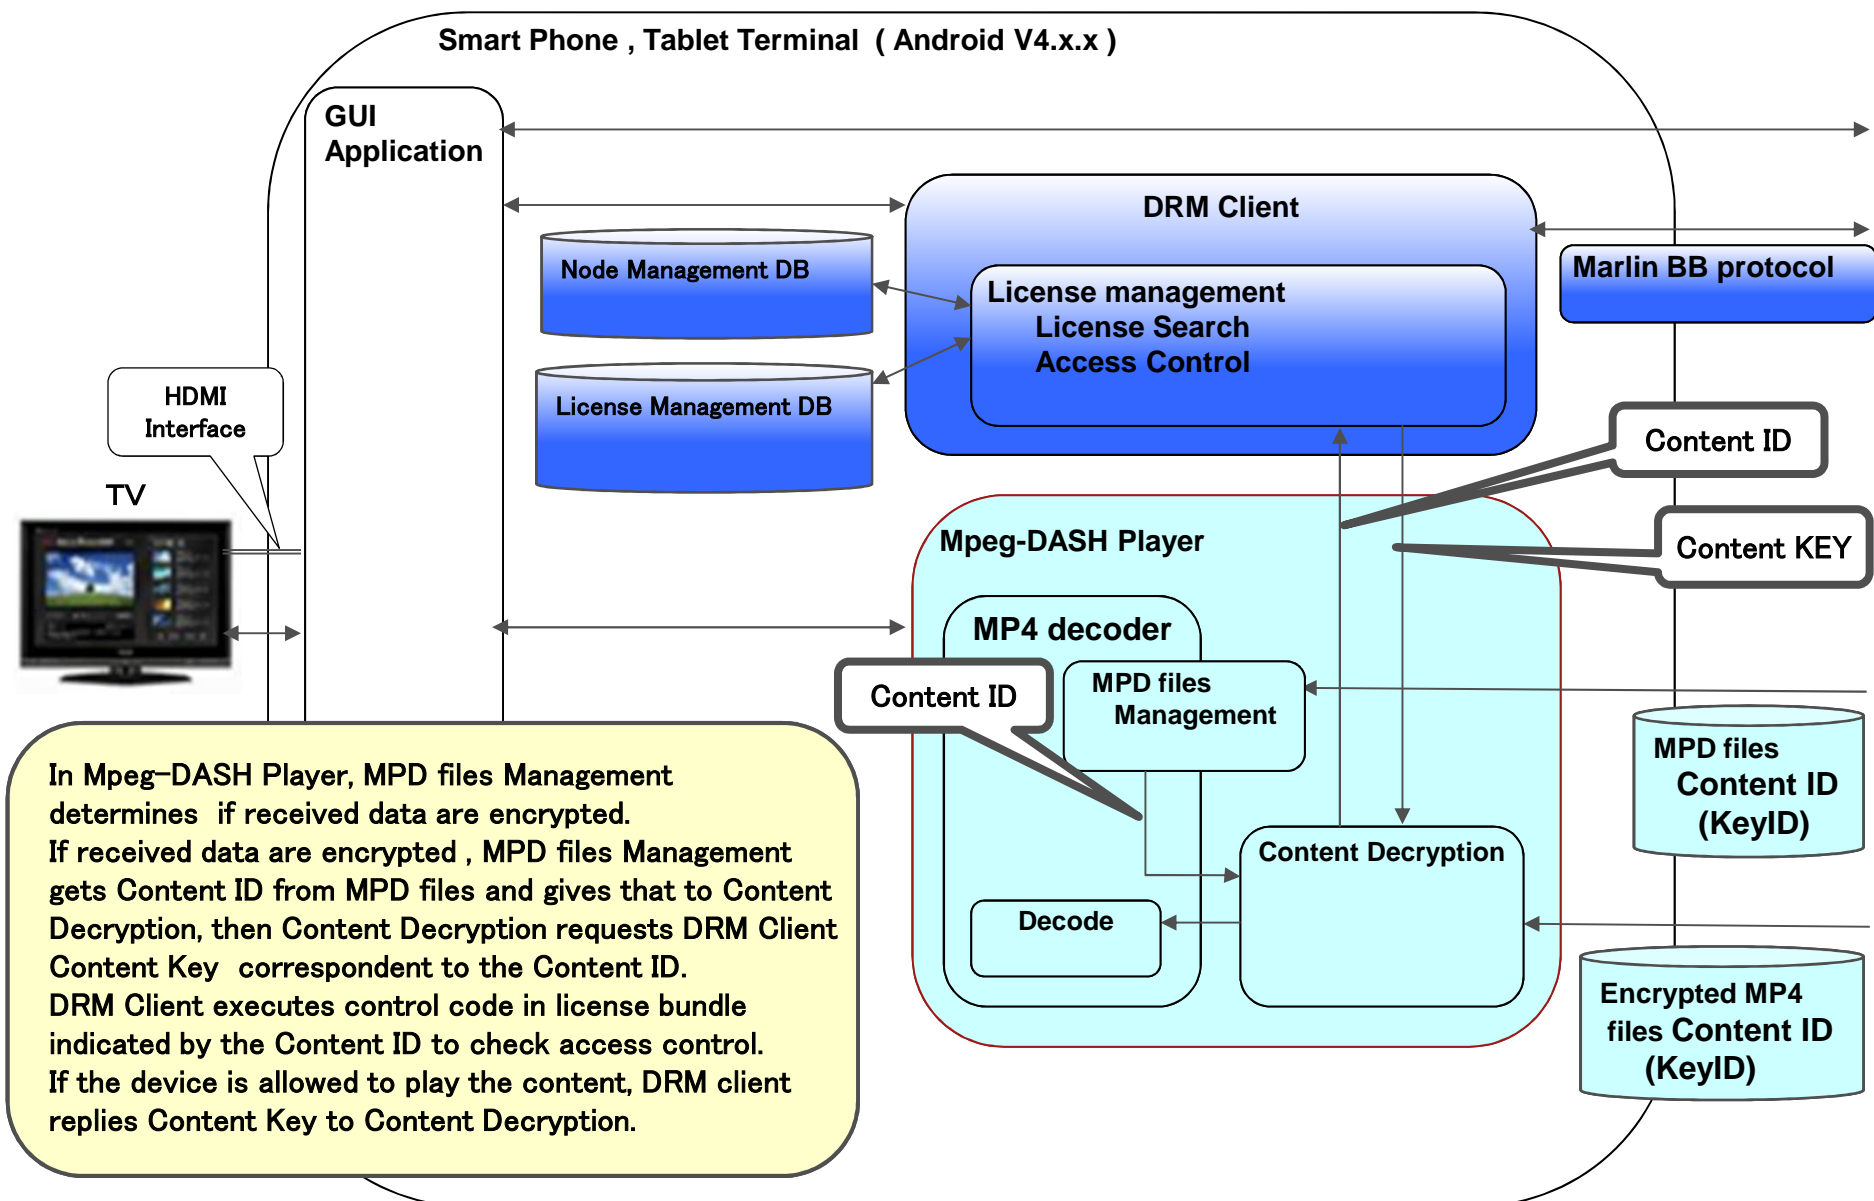 Smart Phone , Tablet Terminal ( Android V4.x.x )
GUI
Application
DRM Client
Node Management DB
License management
License Search
Access Control
Marlin BB protocol
License Management DB
HDMI
Interface
TV
Content ID
Content KEY
Mpeg-DASH Player
MP4 decoder
Content ID
MPD files
Management
MPD files
Content ID
(KeyID)
Content Decryption
Decode
Encrypted MP4
files Content ID
(KeyID)
In Mpeg-DASH Player, MPD files Management
determines if received data are encrypted.
If received data are encrypted , MPD files Management
gets Content ID from MPD files and gives that to Content
Decryption, then Content Decryption requests DRM Client
Content Key correspondent to the Content ID.
DRM Client executes control code in license bundle
indicated by the Content ID to check access control.
If the device is allowed to play the content, DRM client
replies Content Key to Content Decryption.